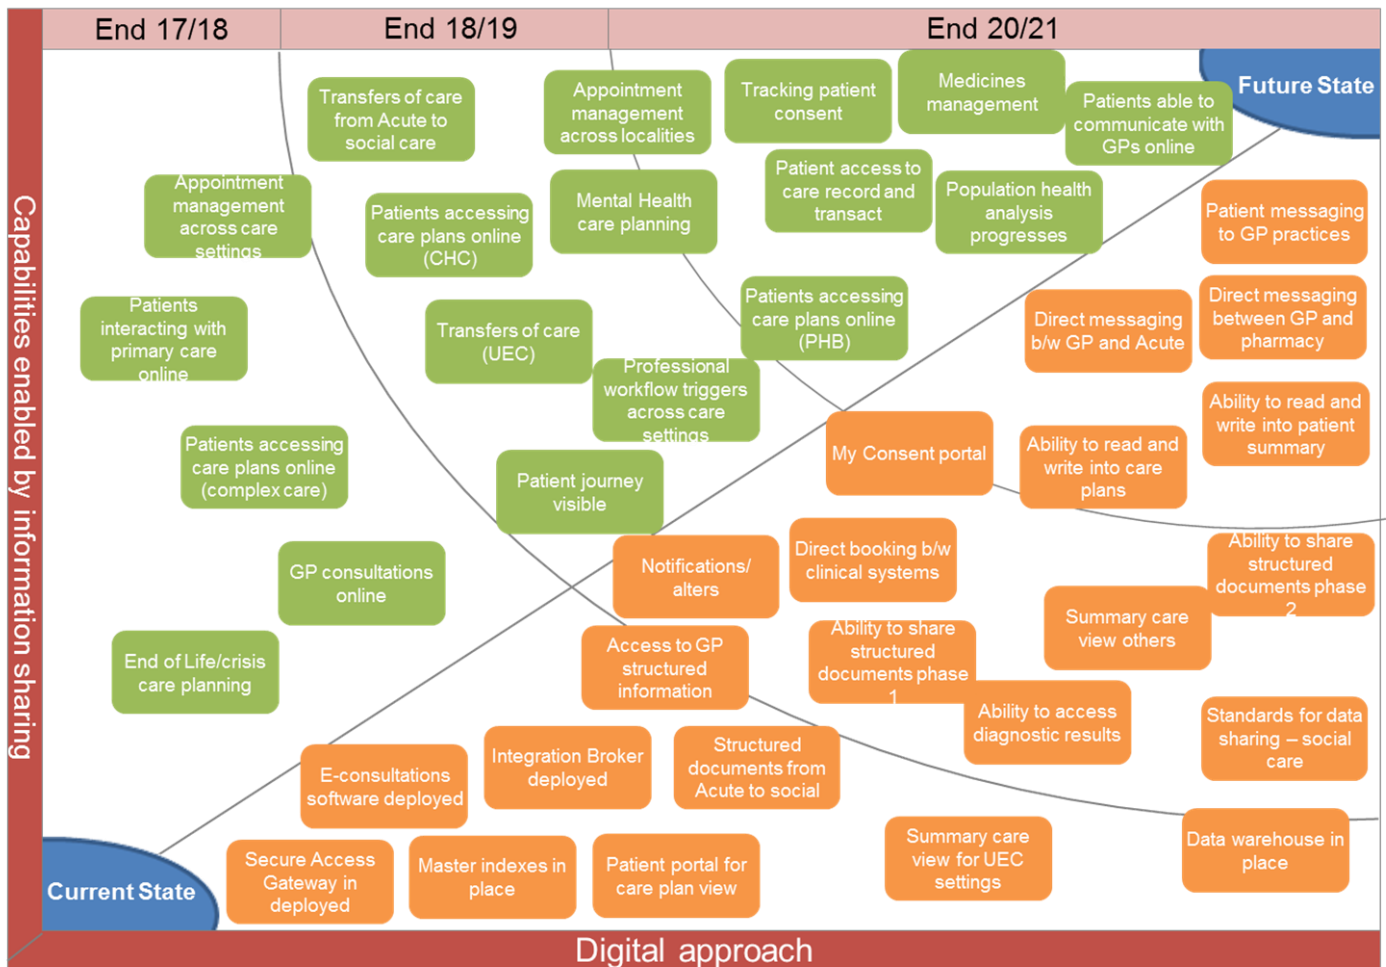 End 17/18
End 18/19
End 20/21
Capabilities enabled by information sharing
Future State
Transfers of care
from Acute to
social care
Appointment
management
across localities
Tracking patient
consent
Medicines
management
Patients able to
communicate with
GPs online
Appointment
management
across care
settings
Patients accessing
care plans online
(CHC)
Mental Health
care planning
Patient access to
care record and
transact
Population health
analysis
progresses
Patient messaging
to GP practices
Patients
interacting with
primary care
online
Transfers of care
(UEC)
Patients accessing
care plans online
(PHB)
Direct messaging
b/w GP and Acute
Direct messaging
between GP and
pharmacy
Professional
workflow triggers
across care
settings
Ability to read and
write into patient
summary
Patients accessing
care plans online
(complex care)
Patient journey
visible
My Consent portal
Ability to read and
write into care
plans
GP consultations
online
Notifications/
alters
Direct booking b/w
clinical systems
Ability to share
structured
documents phase
2
Summary care
view others
End of Life/crisis
care planning
Access to GP
structured
information
Ability to share
structured
documents phase
1
Ability to access
diagnostic results
Standards for data
sharing – social
care
E-consultations
software deployed
Integration Broker
deployed
Structured
documents from
Acute to social
Current State
Secure Access
Gateway in
deployed
Master indexes in
place
Patient portal for
care plan view
Summary care
view for UEC
settings
Data warehouse in
place
Digital approach